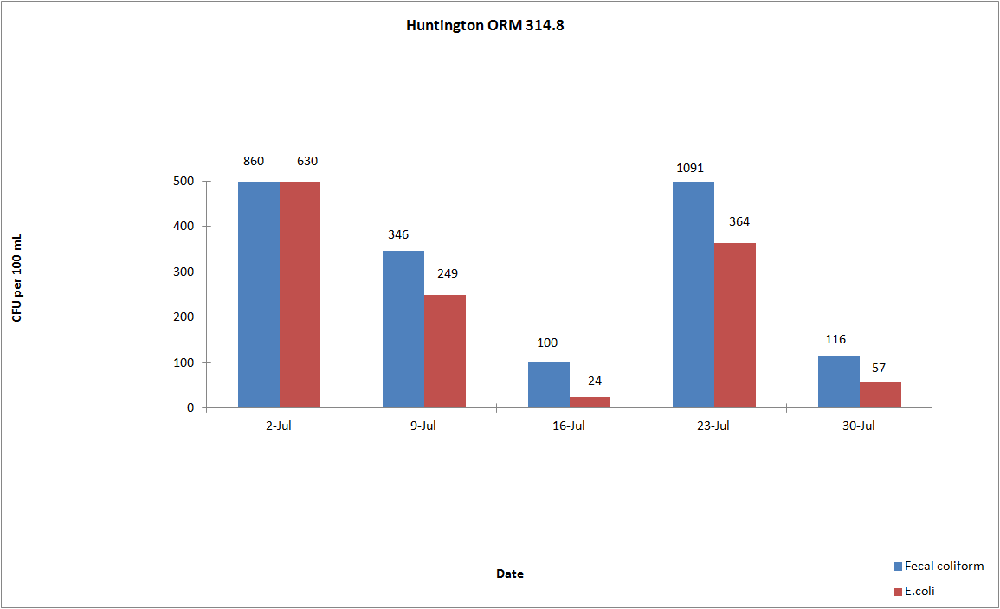 Huntington ORM 314.8
860
630
1091
500
400
364
346
300
249
200
116
100
100
57
24
0
2-Jul
9-Jul
16-Jul
23-Jul
30-Jul
CFU per 100 mL
Date
Fecal coliform
E.coli